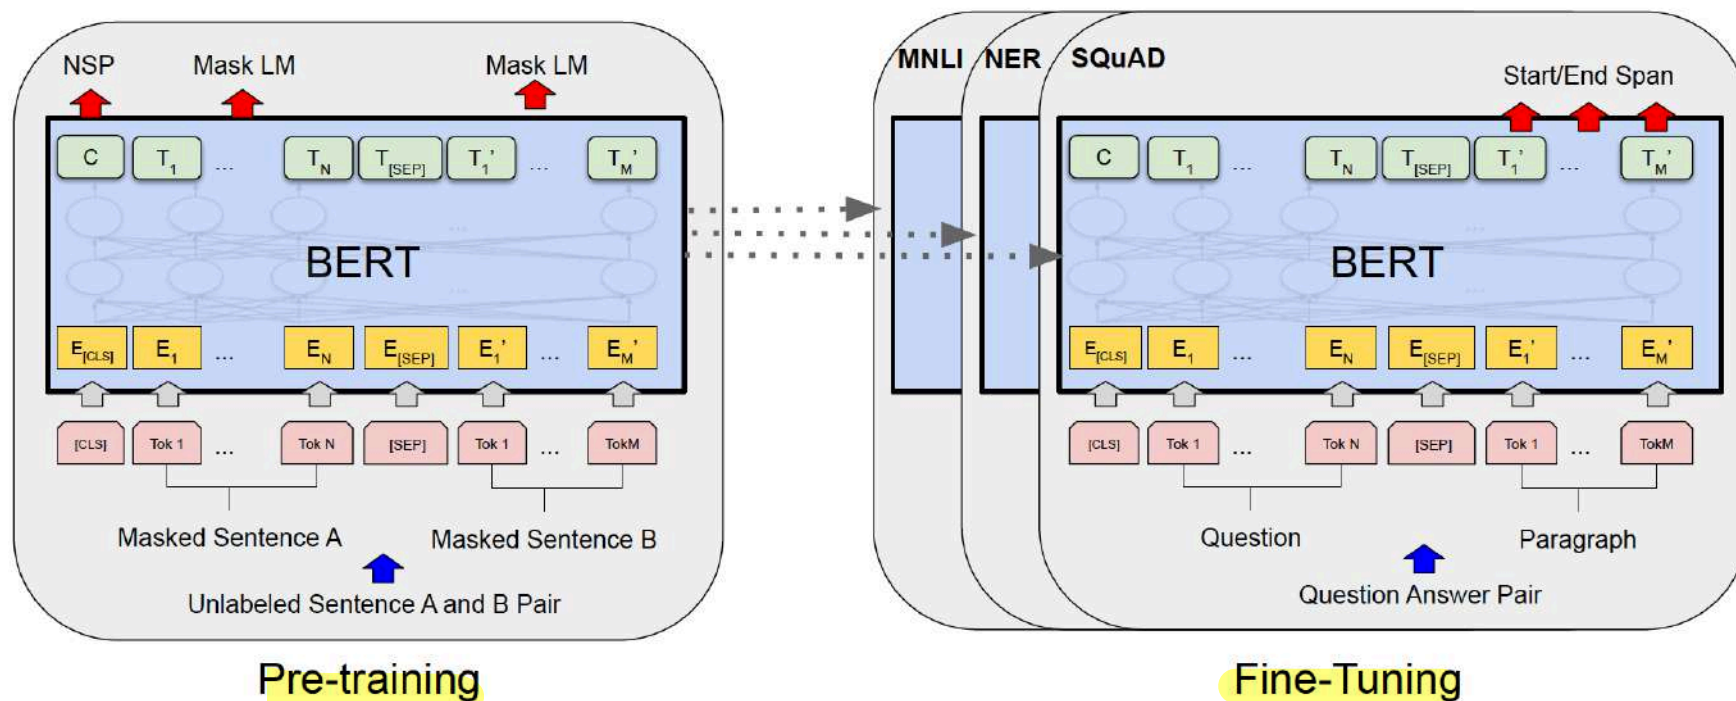 NSP Mask LM Mask LM
C T1 ... TN T[SEP] T1' ... TM'
...
BERT
...
E[CLS] E1 ... EN E[SEP] E1' ... EM'
[CLS] Tok 1 ... Tok N [SEP] Tok 1 ... TokM
Masked Sentence A Masked Sentence B
Unlabeled Sentence A and B Pair
Pre-training
MNLI NER SQuAD
Start/End Span
C T1 ... TN T[SEP] T1' ... TM'
...
BERT
...
E[CLS] E1 ... EN E[SEP] E1' ... EM'
[CLS] Tok 1 ... Tok N [SEP] Tok 1 ... TokM
Question Paragraph
Question Answer Pair
Fine-Tuning